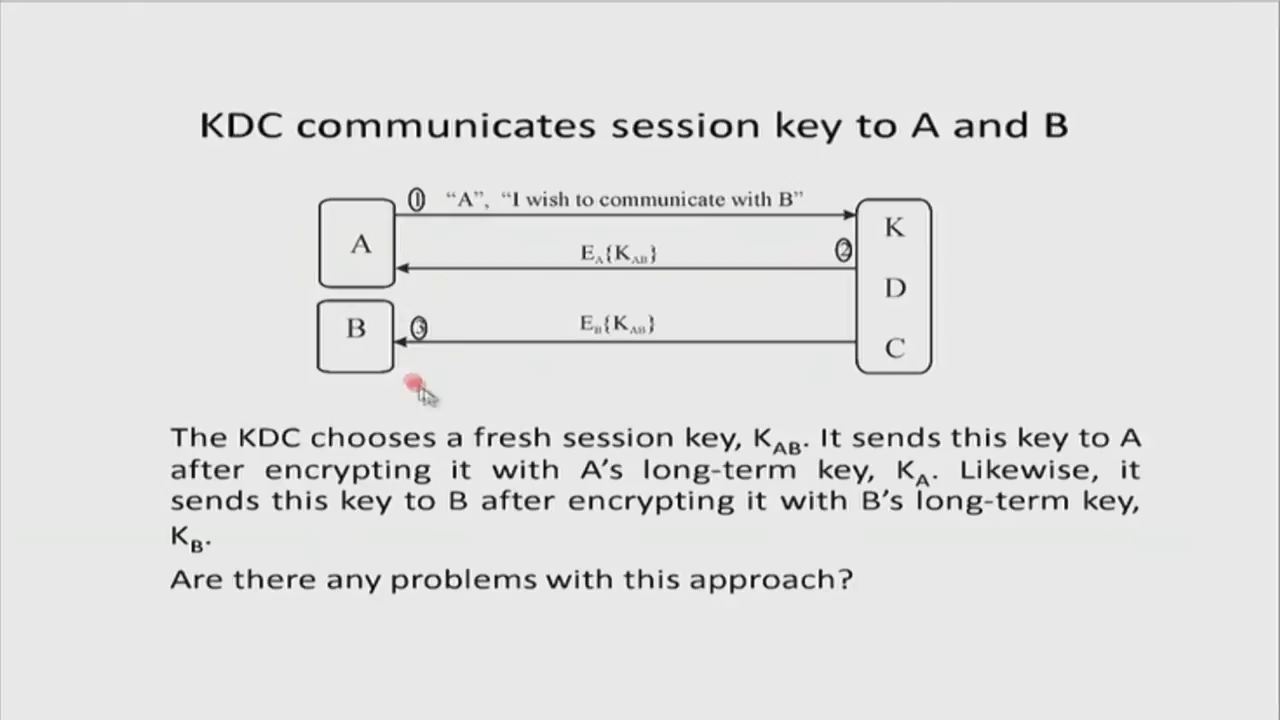 KDC communicates session key to A and B
① “A”, “I wish to communicate with B”
A
K
E_A{K_AB}
②
D
B
③
E_B{K_AB}
C
The KDC chooses a fresh session key, K_AB. It sends this key to A
after encrypting it with A’s long-term key, K_A. Likewise, it
sends this key to B after encrypting it with B’s long-term key,
K_B.
Are there any problems with this approach?